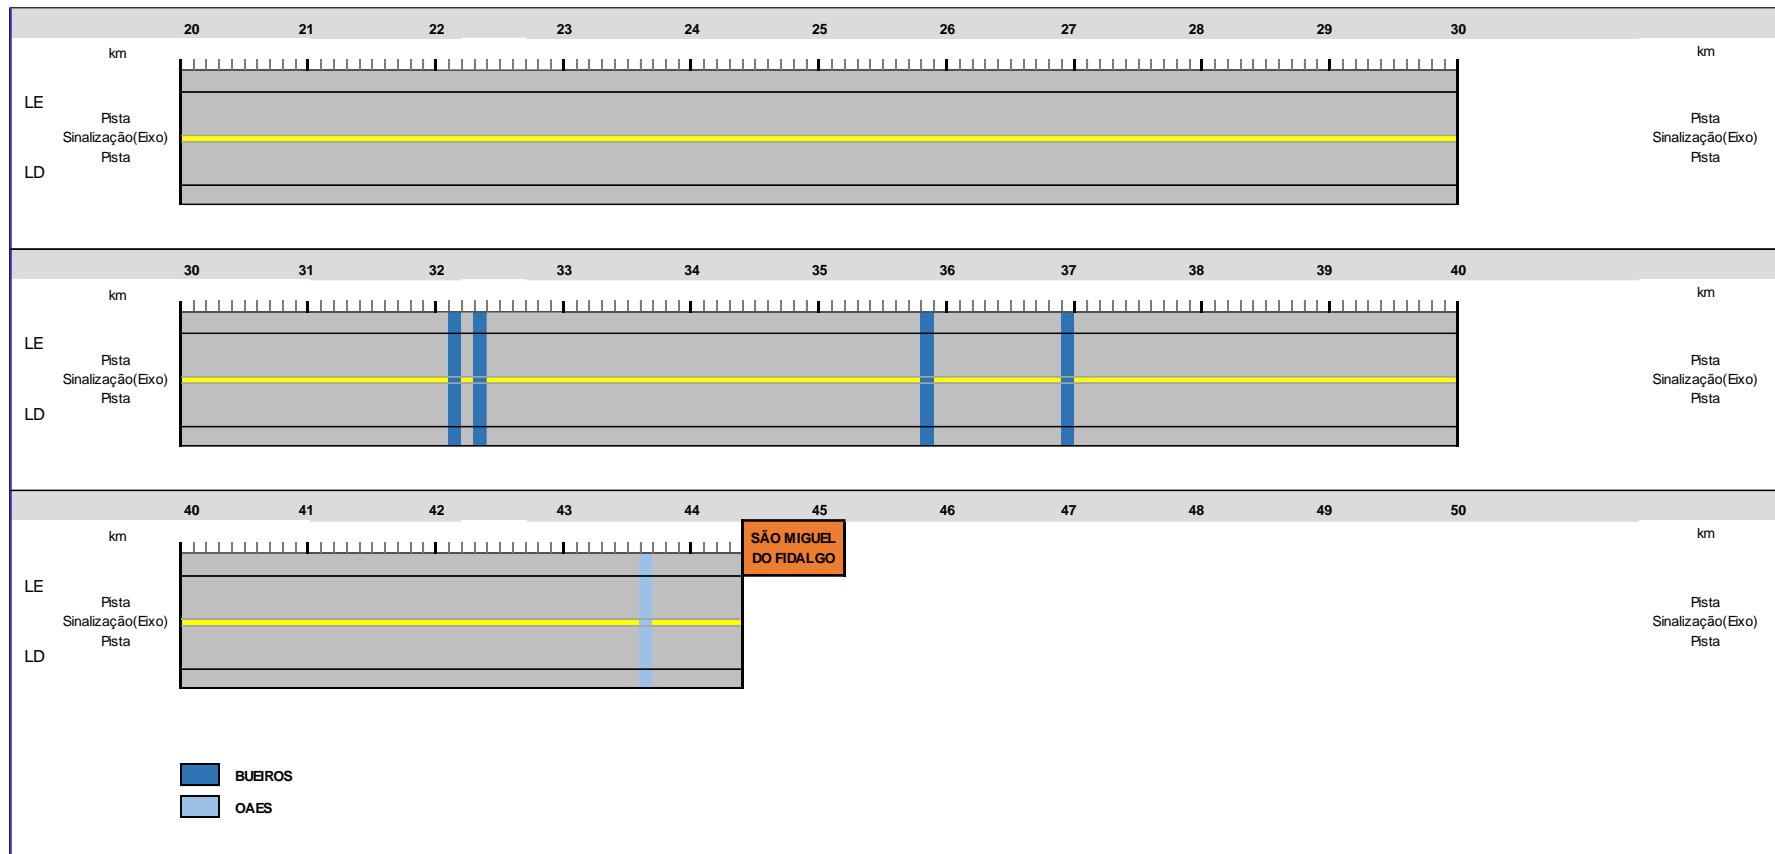 20 21 22 23 24 25 26 27 28 29 30
km km
LE
Pista Pista
Sinalização(Eixo) Sinalização(Eixo)
Pista Pista
LD
30 31 32 33 34 35 36 37 38 39 40
km km
LE
Pista Pista
Sinalização(Eixo) Sinalização(Eixo)
Pista Pista
LD
40 41 42 43 44 45 46 47 48 49 50
km km
SÃO MIGUEL
DO FIDALGO
LE
Pista Pista
Sinalização(Eixo) Sinalização(Eixo)
Pista Pista
LD
BUEIROS
OAES